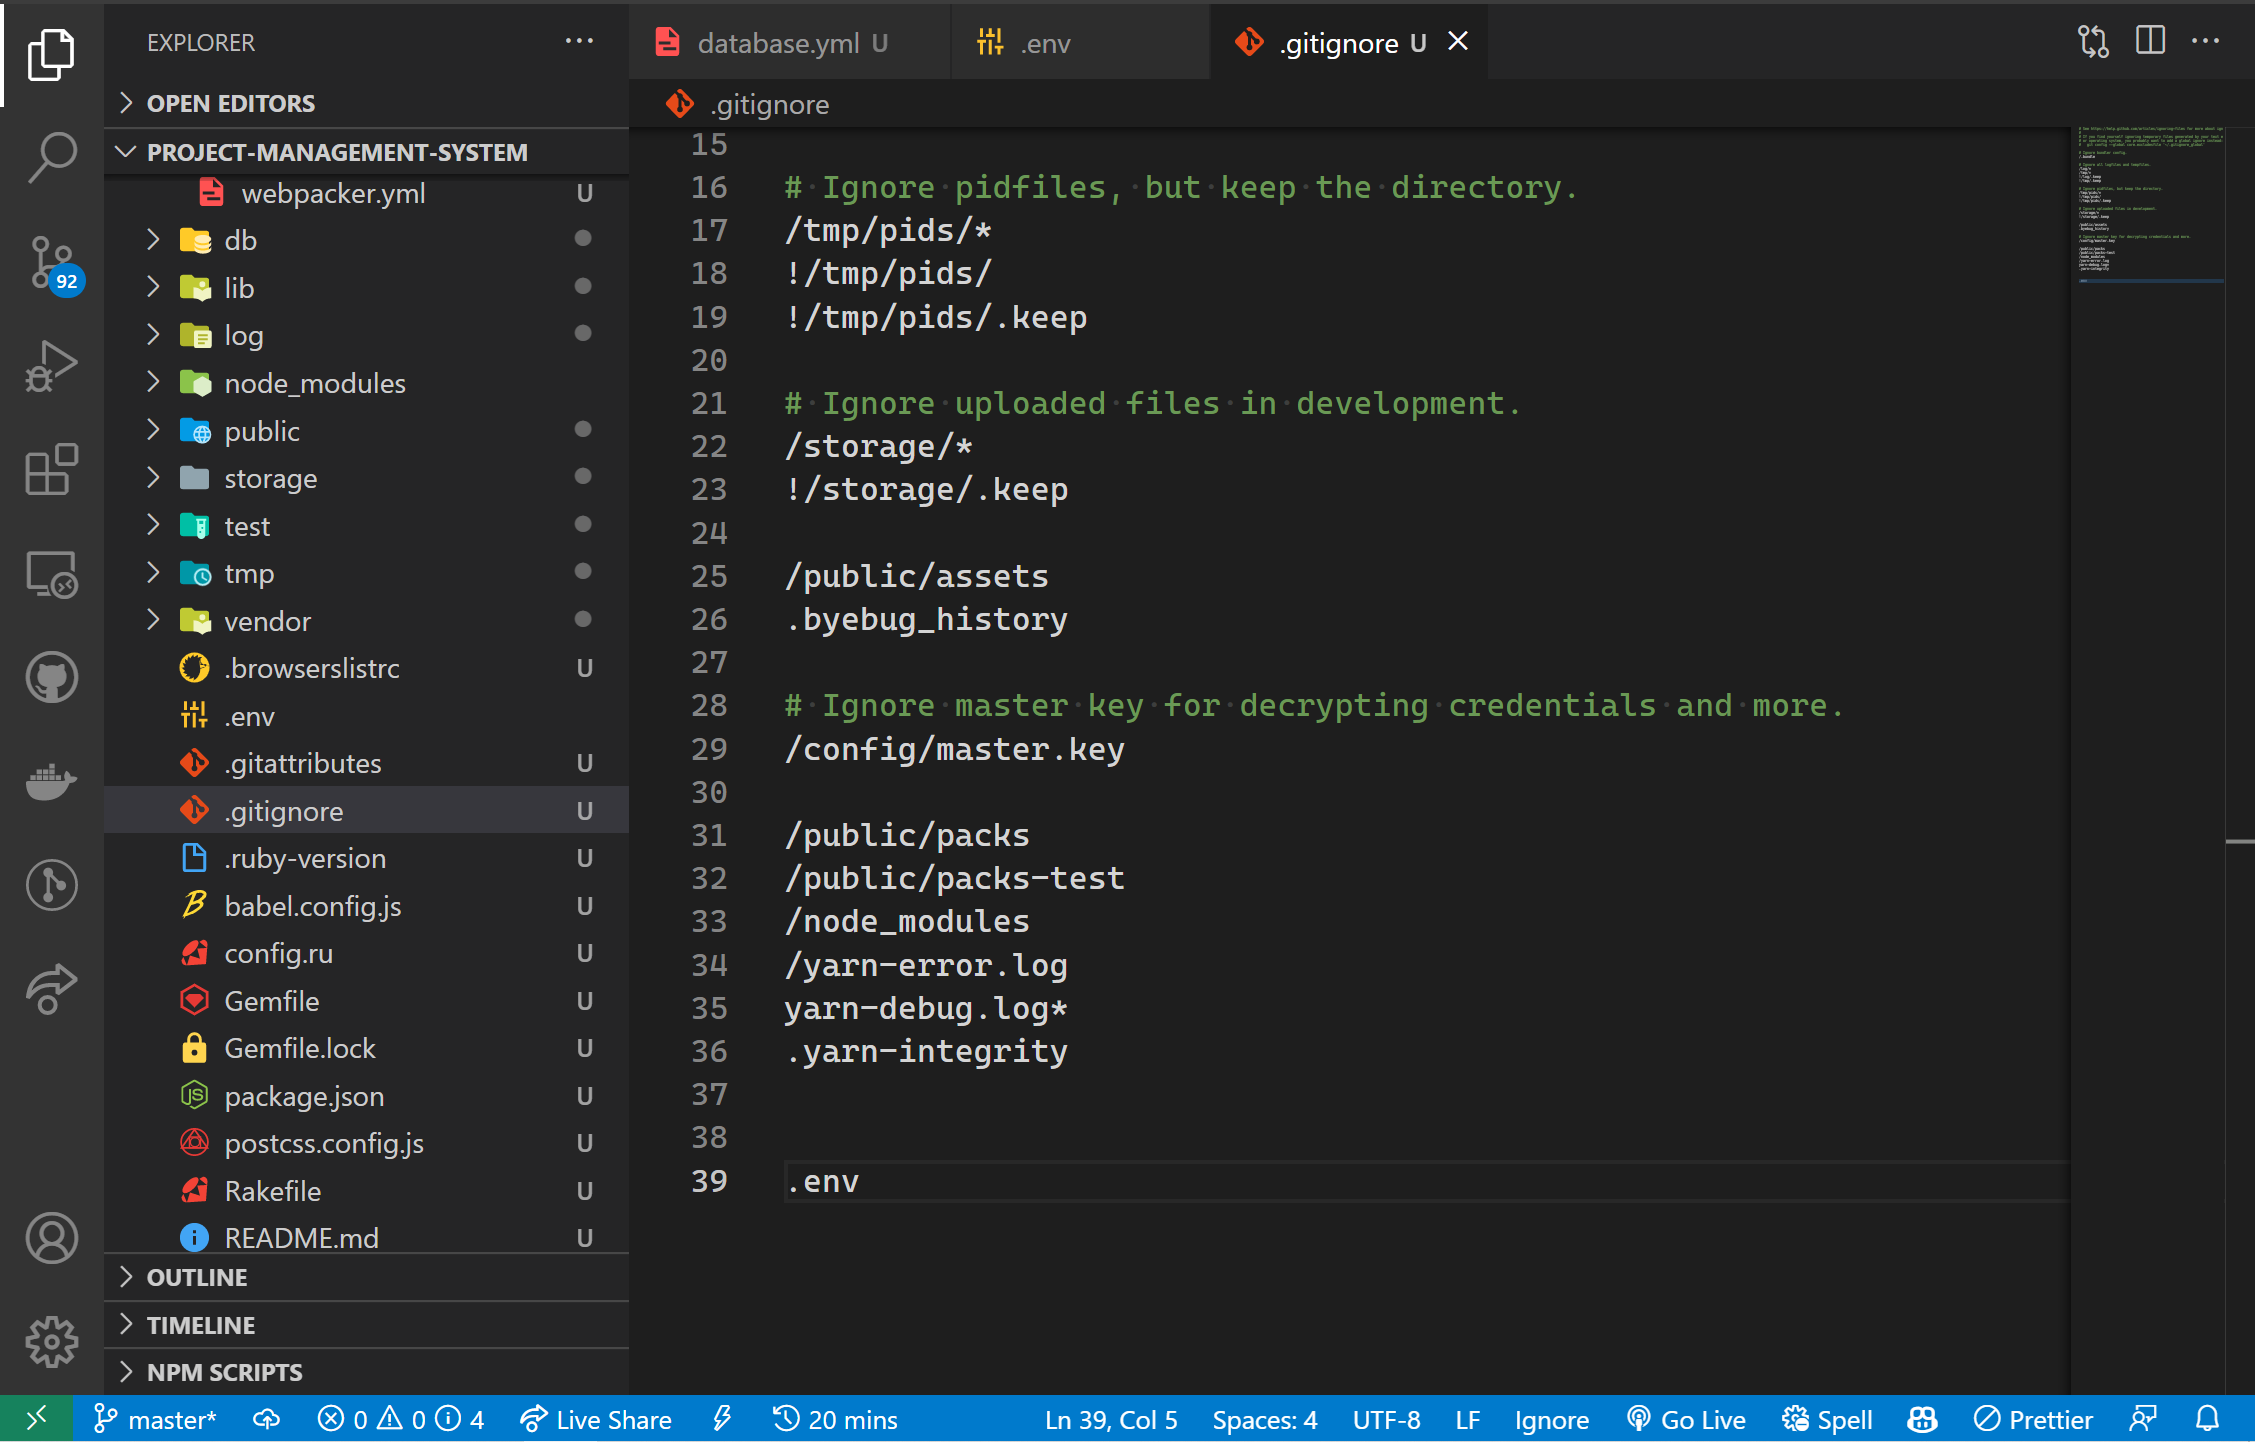 EXPLORER
database.yml U
.env
.gitignore U
OPEN EDITORS
.gitignore
PROJECT-MANAGEMENT-SYSTEM
webpacker.yml U
db
lib
log
node_modules
public
storage
test
tmp
vendor
.browserslistrc U
.env
.gitattributes U
.gitignore U
.ruby-version U
babel.config.js U
config.ru U
Gemfile U
Gemfile.lock U
package.json U
postcss.config.js U
Rakefile U
README.md U
OUTLINE
TIMELINE
NPM SCRIPTS
92
15
16 # Ignore pidfiles, but keep the directory.
17 /tmp/pids/*
18 !/tmp/pids/
19 !/tmp/pids/.keep
20
21 # Ignore uploaded files in development.
22 /storage/*
23 !/storage/.keep
24
25 /public/assets
26 .byebug_history
27
28 # Ignore master key for decrypting credentials and more.
29 /config/master.key
30
31 /public/packs
32 /public/packs-test
33 /node_modules
34 /yarn-error.log
35 yarn-debug.log*
36 .yarn-integrity
37
38
39 .env
master* 0 0 4 Live Share 20 mins Ln 39, Col 5 Spaces: 4 UTF-8 LF Ignore Go Live Spell Prettier